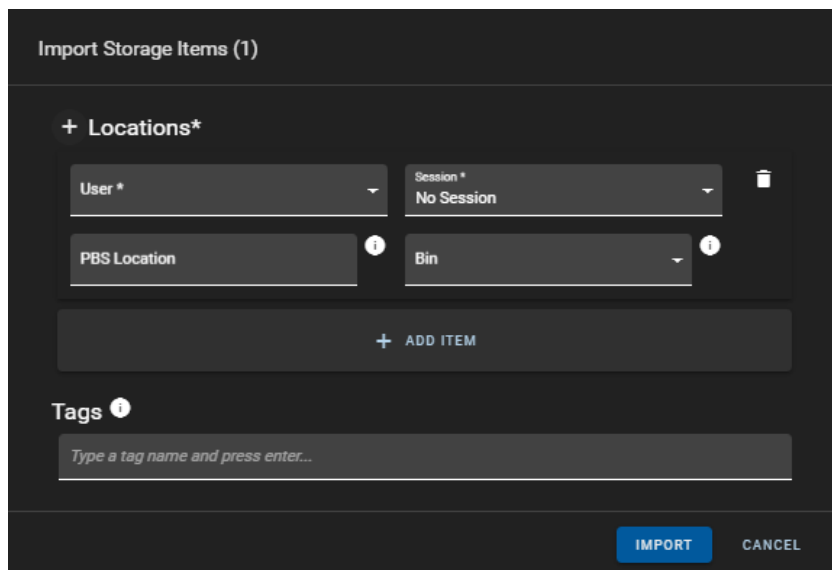 Import Storage Items (1)
+ Locations*
User *
Session *
No Session
PBS Location
Bin
+ ADD ITEM
Tags
Type a tag name and press enter...
IMPORT
CANCEL